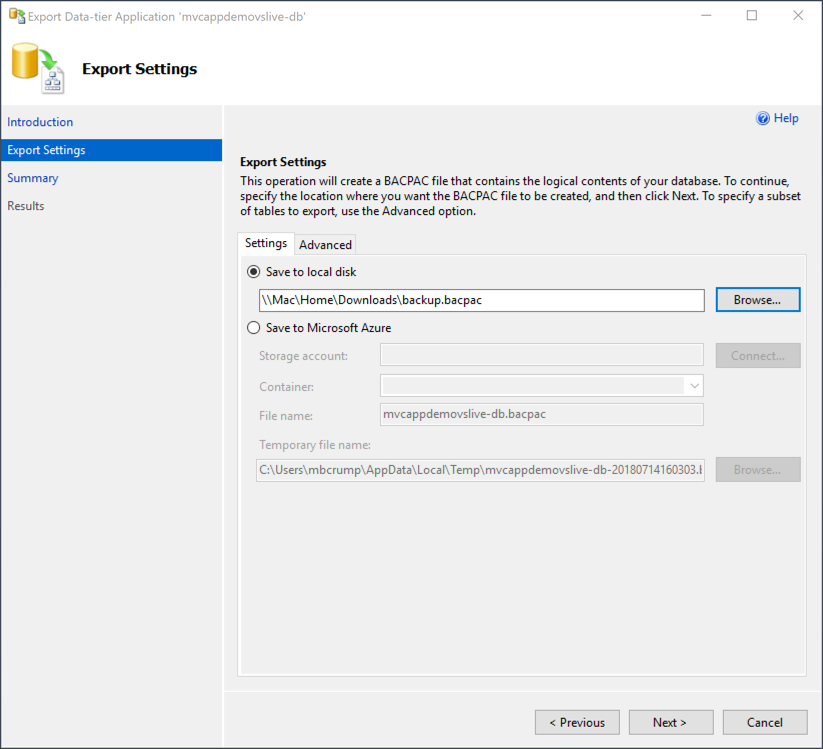 Export Data-tier Application 'mvcappdemovslive-db'
Export Settings
Introduction
Export Settings
Summary
Results
Help
Export Settings
This operation will create a BACPAC file that contains the logical contents of your database. To continue,
specify the location where you want the BACPAC file to be created, and then click Next. To specify a subset
of tables to export, use the Advanced option.
Settings Advanced
Save to local disk
\\Mac\Home\Downloads\backup.bacpac Browse...
Save to Microsoft Azure
Storage account: Connect...
Container:
File name: mvcappdemovslive-db.bacpac
Temporary file name:
C:\Users\mbcrump\AppData\Local\Temp\mvcappdemovslive-db-20180714160303.b Browse...
< Previous Next > Cancel